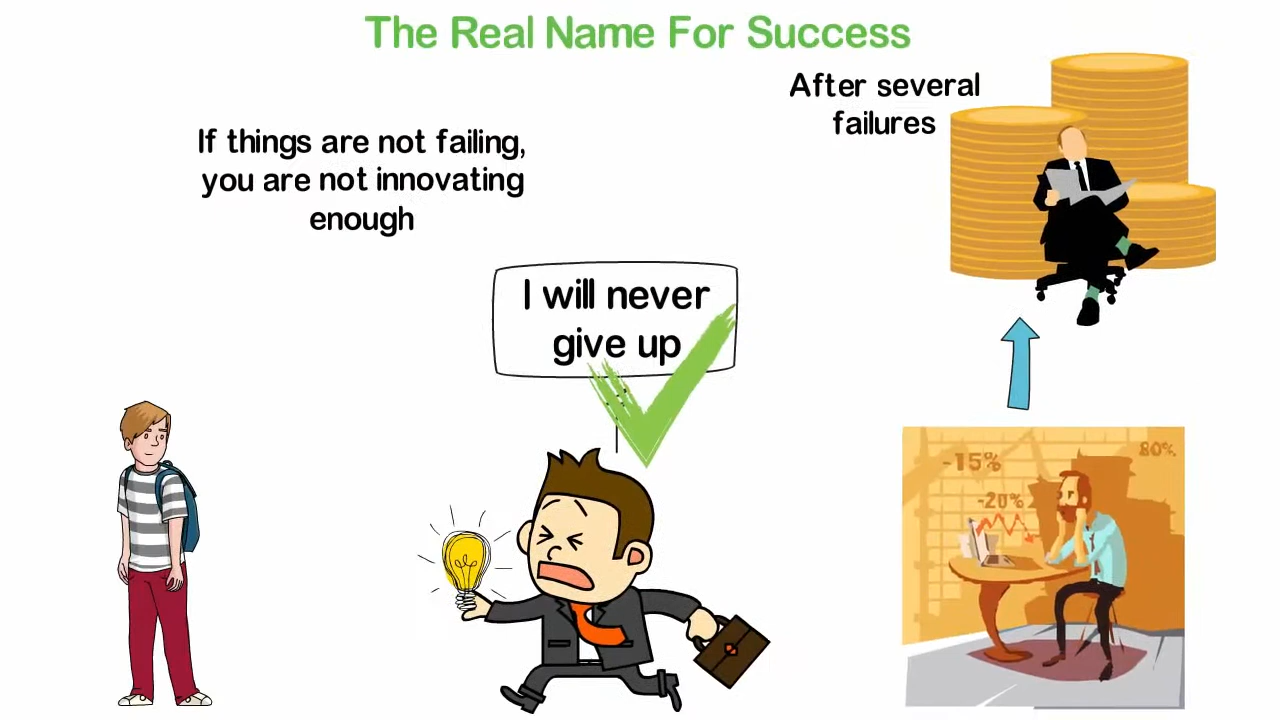 The Real Name For Success
After several
failures
If things are not failing,
you are not innovating
enough
I will never
give up
-15%
80%
-20%